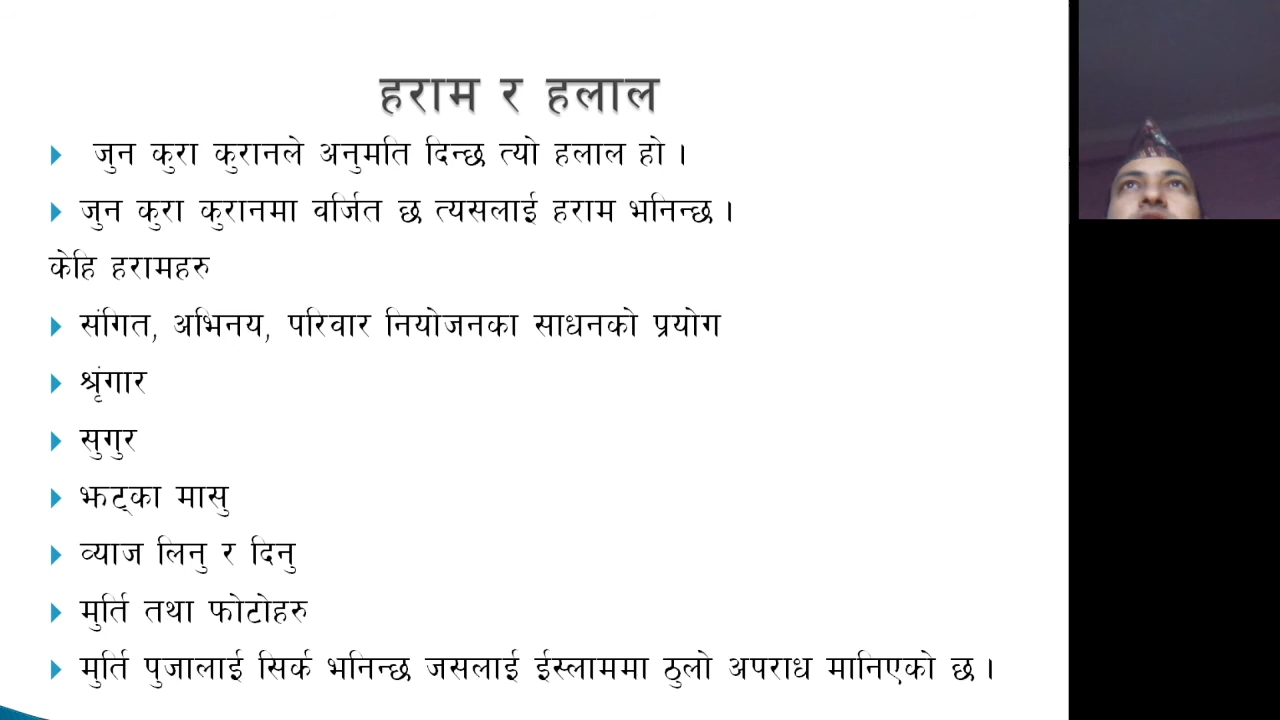 हराम र हलाल
जुन कुरा कुरानले अनुमति दिन्छ त्यो हलाल हो ।
जुन कुरा कुरानमा वर्जित छ त्यसलाई हराम भनिन्छ ।
केहि हरामहरु
संगित, अभिनय, परिवार नियोजनका साधनको प्रयोग
श्रृंगार
सुगुर
झट्का मासु
व्याज लिनु र दिनु
मुर्ति तथा फोटोहरु
मुर्ति पुजालाई सिर्क भनिन्छ जसलाई ईस्लाममा ठुलो अपराध मानिएको छ ।